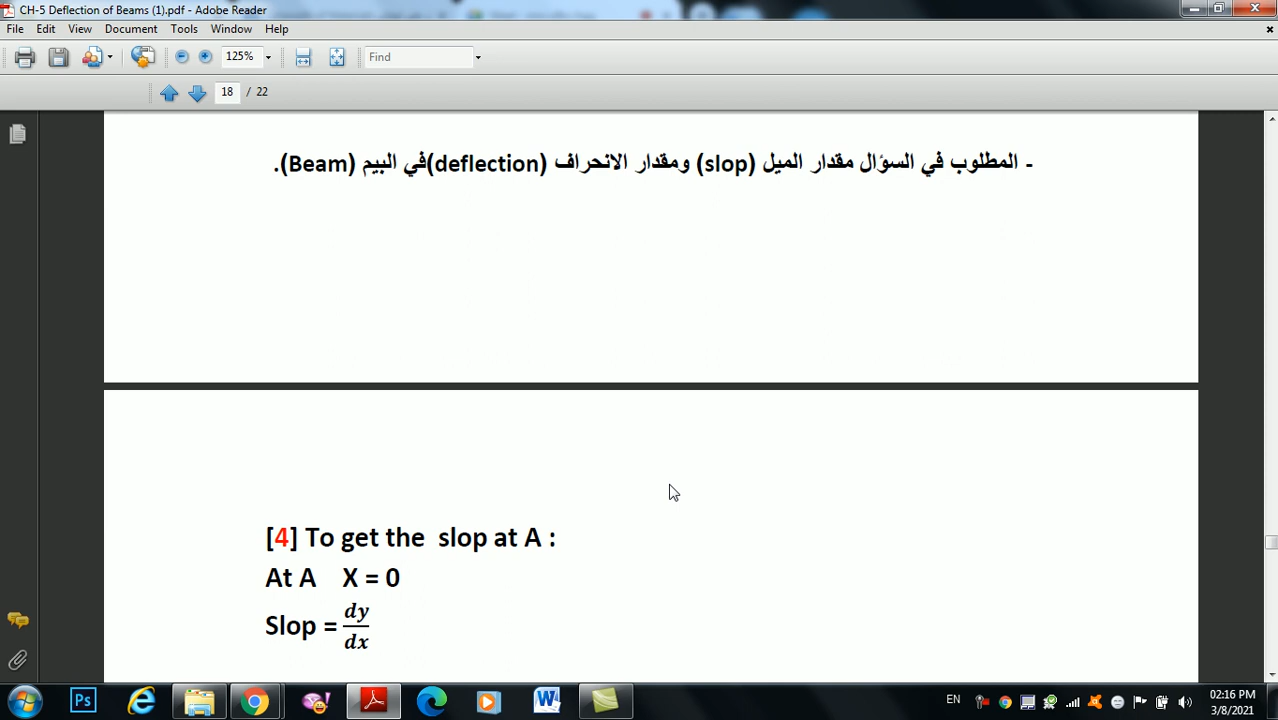 CH-5 Deflection of Beams (1).pdf - Adobe Reader
File Edit View Document Tools Window Help
125% Find
18 / 22
- المطلوب في السؤال مقدار الميل (slop) ومقدار الانحراف (deflection)في البيم (Beam).
[4] To get the slop at A :
At A X = 0
Slop = dy/dx
Ps W EN 02:16 PM
3/8/2021